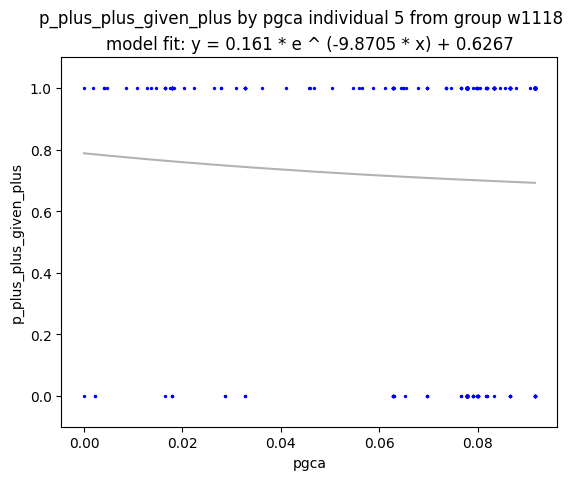 p_plus_plus_given_plus by pgca individual 5 from group w1118
model fit: y = 0.161 * e ^ (-9.8705 * x) + 0.6267
1.0
0.8
0.6
0.4
0.2
0.0
p_plus_plus_given_plus
0.00 0.02 0.04 0.06 0.08
pgca